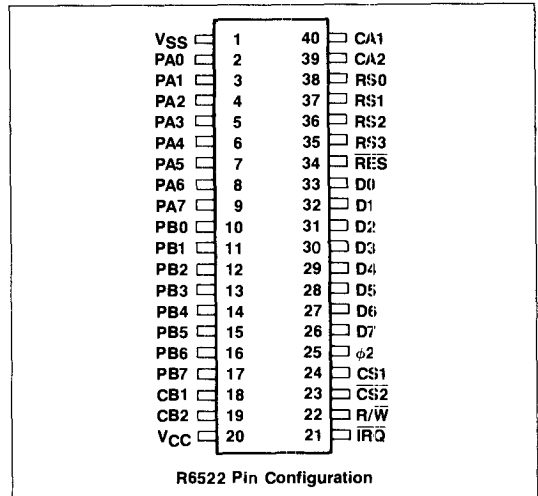 VSS 1 40 CA1
PA0 2 39 CA2
PA1 3 38 RS0
PA2 4 37 RS1
PA3 5 36 RS2
PA4 6 35 RS3
PA5 7 34 R̅E̅S̅
PA6 8 33 D0
PA7 9 32 D1
PB0 10 31 D2
PB1 11 30 D3
PB2 12 29 D4
PB3 13 28 D5
PB4 14 27 D6
PB5 15 26 D7
PB6 16 25 ϕ2
PB7 17 24 CS1
CB1 18 23 C̅S̅2̅
CB2 19 22 R/W̅
VCC 20 21 I̅R̅Q̅
R6522 Pin Configuration